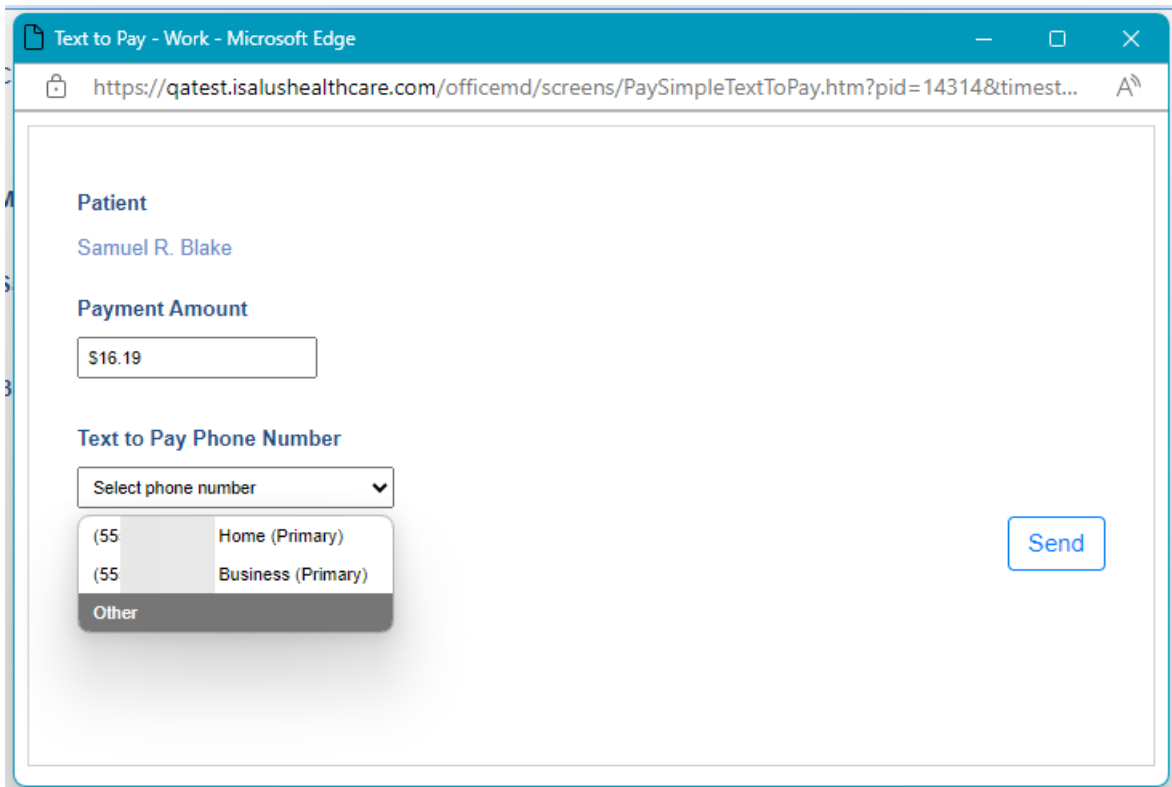 Text to Pay - Work - Microsoft Edge
https://qatest.isalushealthcare.com/officemd/screens/PaySimpleTextToPay.htm?pid=14314&timest...
Patient
Samuel R. Blake
Payment Amount
$16.19
Text to Pay Phone Number
Select phone number
(55 Home (Primary)
(55 Business (Primary)
Other
Send